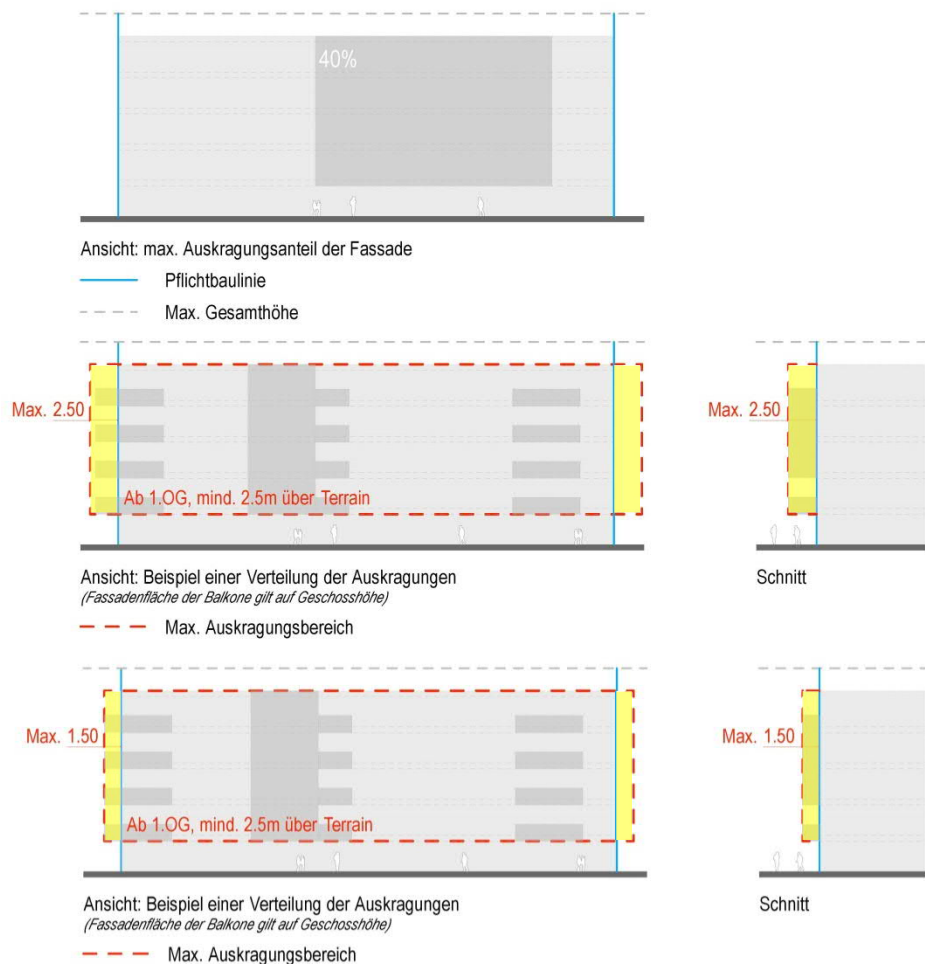 40%
Ansicht: max. Auskragungsanteil der Fassade
Pflichtbaulinie
Max. Gesamthöhe
Max. 2.50
Ab 1.OG, mind. 2.5m über Terrain
Max. 2.50
Ansicht: Beispiel einer Verteilung der Auskragungen
(Fassadenfläche der Balkone gilt auf Geschosshöhe)
Schnitt
Max. Auskragungsbereich
Max. 1.50
Ab 1.OG, mind. 2.5m über Terrain
Max. 1.50
Ansicht: Beispiel einer Verteilung der Auskragungen
(Fassadenfläche der Balkone gilt auf Geschosshöhe)
Schnitt
Max. Auskragungsbereich